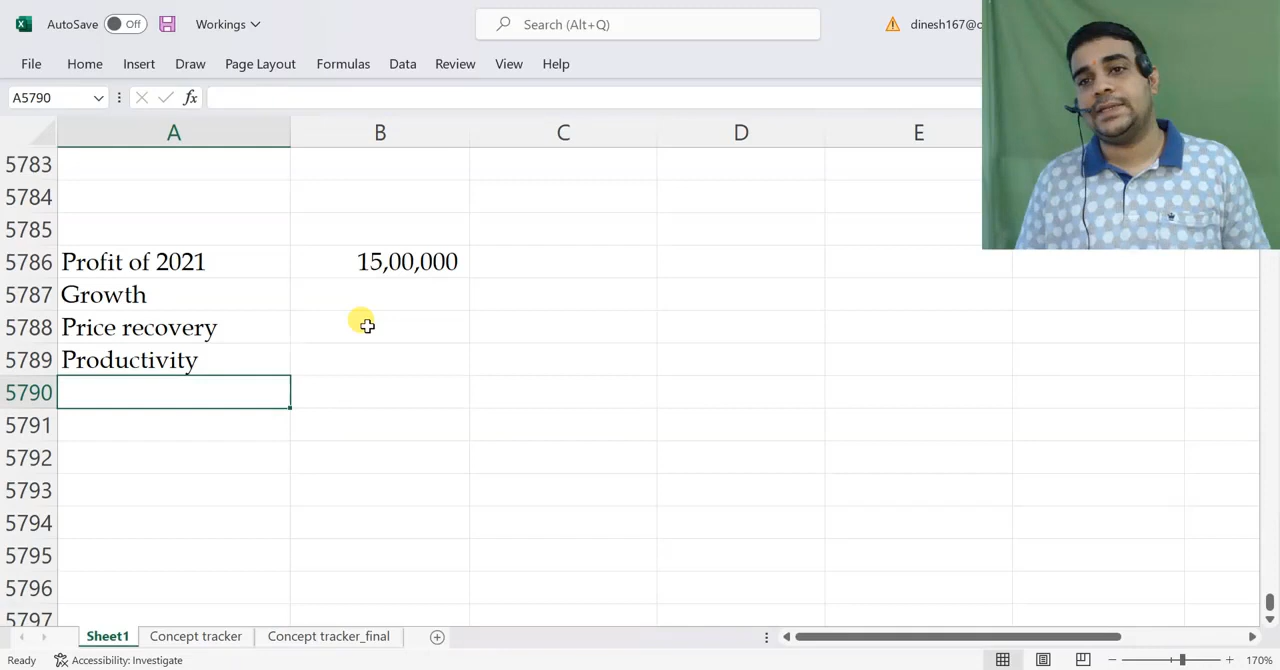 AutoSave Off Workings Search (Alt+Q) dinesh167@o
File Home Insert Draw Page Layout Formulas Data Review View Help
A5790 fx
A B C D E
5783
5784
5785
5786 Profit of 2021 15,00,000
5787 Growth
5788 Price recovery
5789 Productivity
5790
5791
5792
5793
5794
5795
5796
5797
Sheet1 Concept tracker Concept tracker_final
Ready Accessibility: Investigate 170%